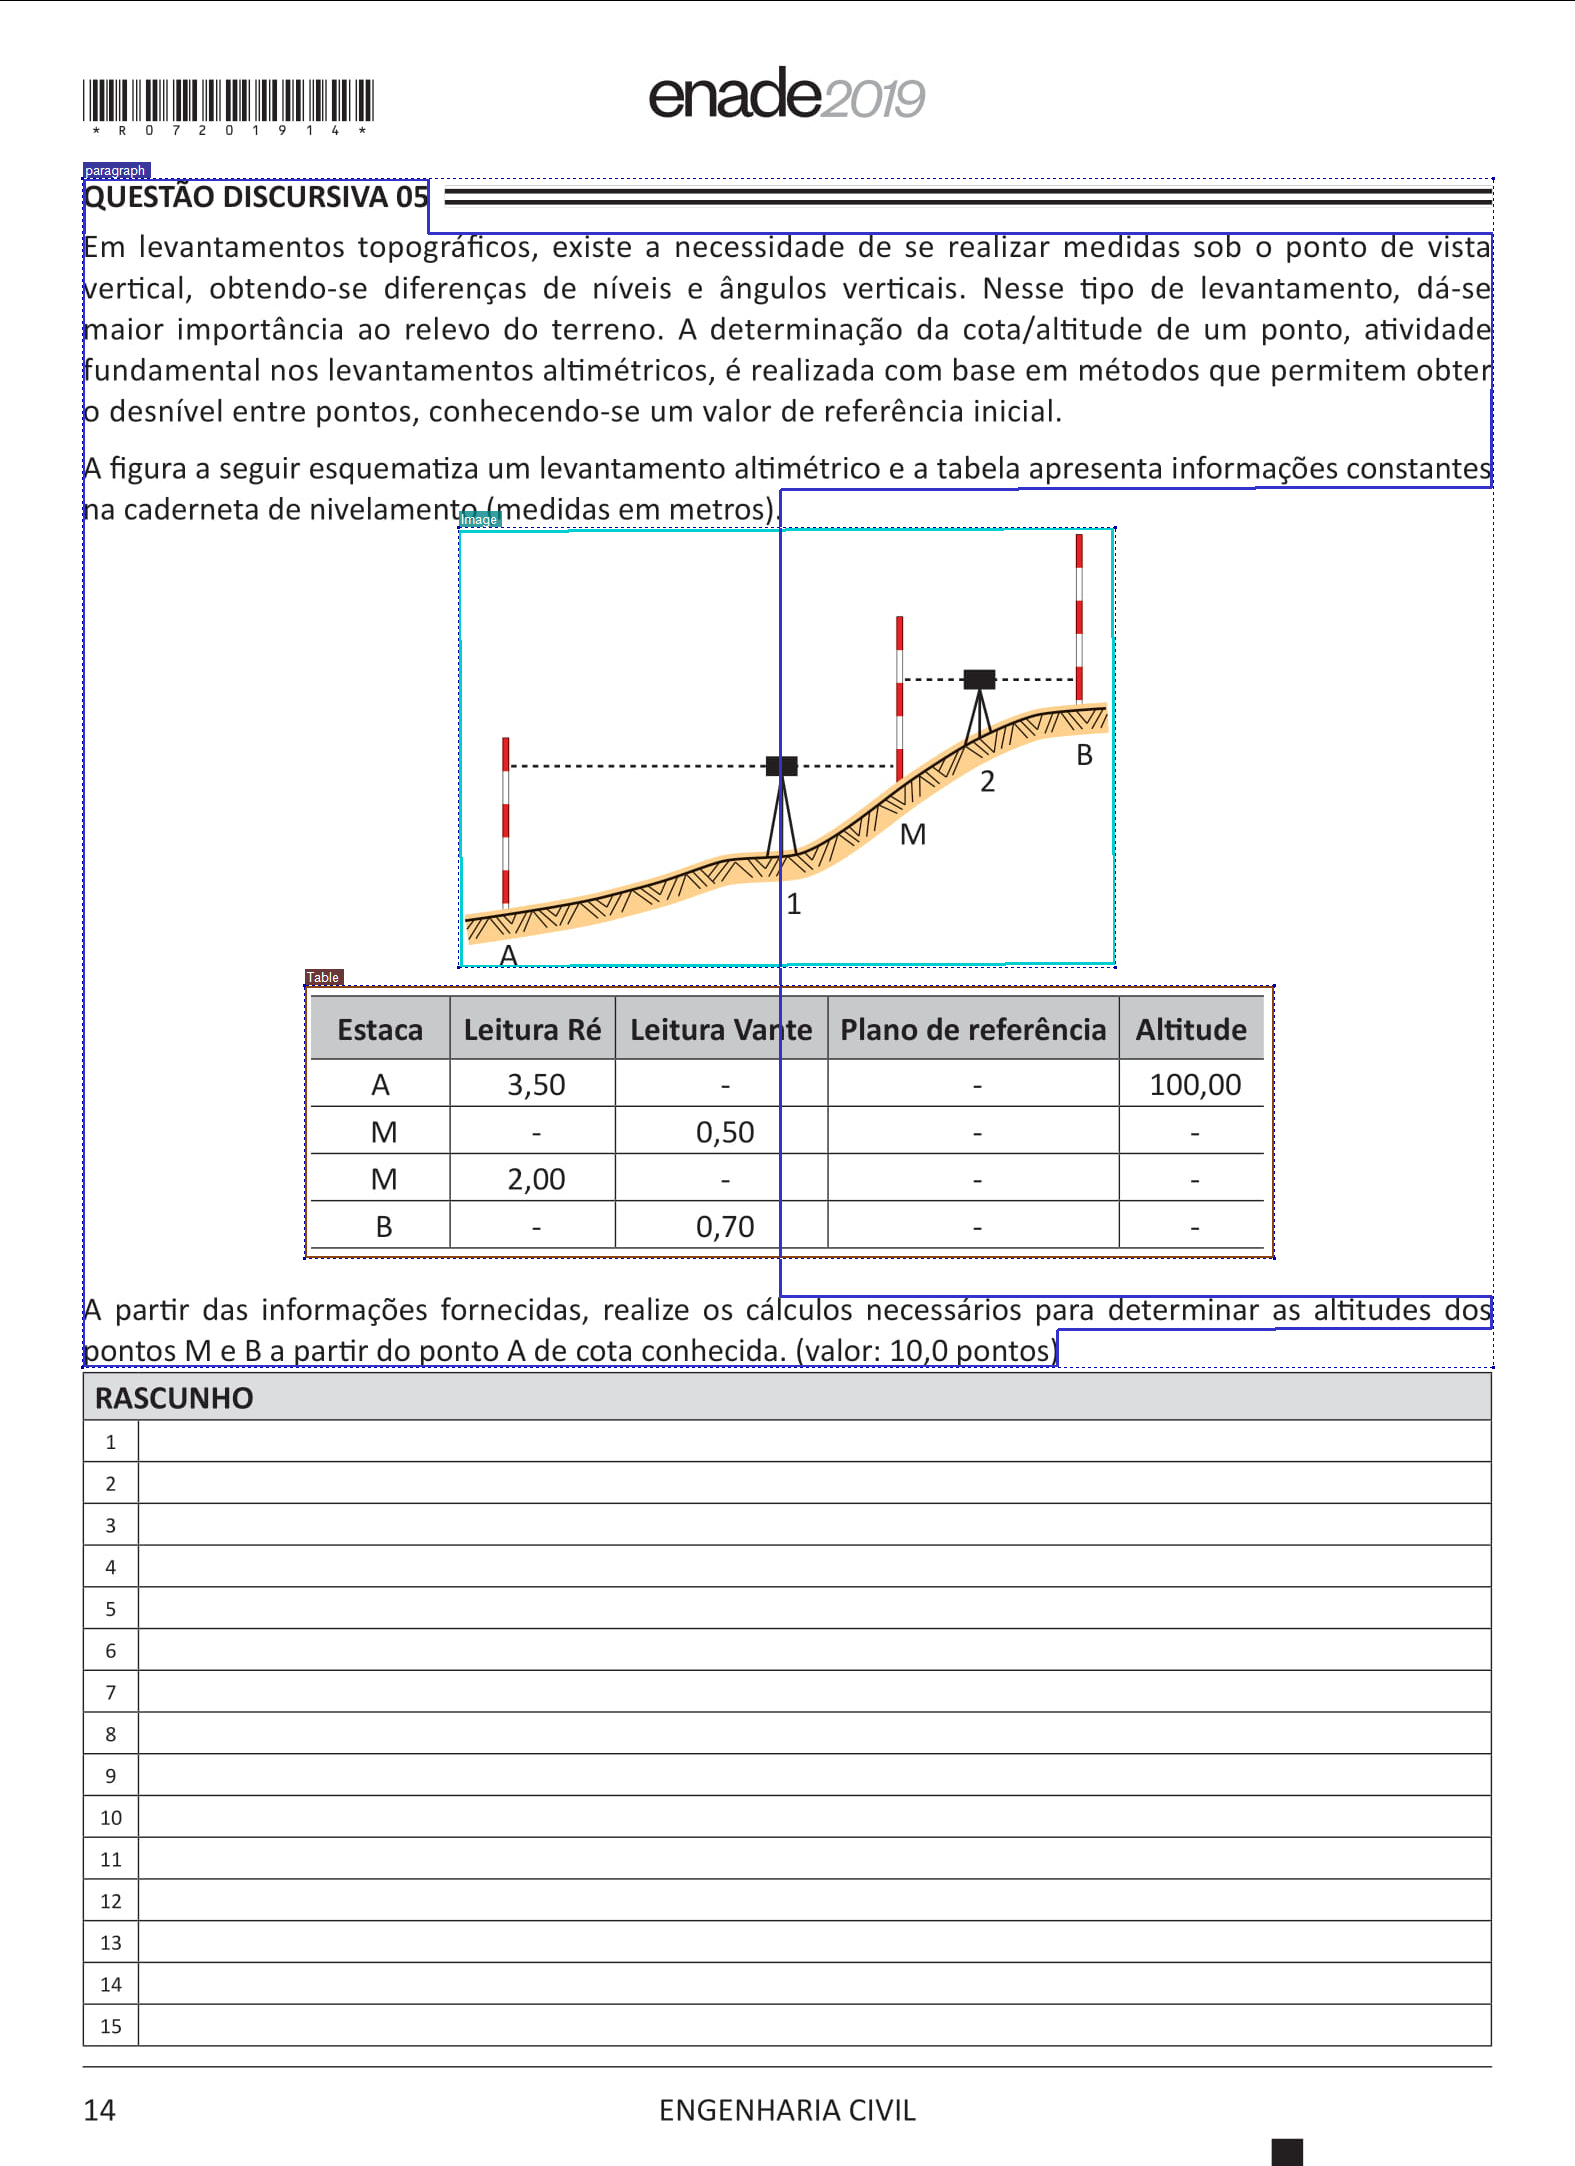 * R 0 7 2 0 1 9 1 4 *
enade2019
paragraph
QUESTÃO DISCURSIVA 05
Em levantamentos topográficos, existe a necessidade de se realizar medidas sob o ponto de vista
vertical, obtendo-se diferenças de níveis e ângulos verticais. Nesse tipo de levantamento, dá-se
maior importância ao relevo do terreno. A determinação da cota/altitude de um ponto, atividade
fundamental nos levantamentos altimétricos, é realizada com base em métodos que permitem obter
o desnível entre pontos, conhecendo-se um valor de referência inicial.
A figura a seguir esquematiza um levantamento altimétrico e a tabela apresenta informações constantes
na caderneta de nivelamento (medidas em metros).
Image
B
2
M
1
A
Table
Estaca Leitura Ré Leitura Vante Plano de referência Altitude
A 3,50 - - 100,00
M - 0,50 - -
M 2,00 - - -
B - 0,70 - -
A partir das informações fornecidas, realize os cálculos necessários para determinar as altitudes dos
pontos M e B a partir do ponto A de cota conhecida. (valor: 10,0 pontos)
RASCUNHO
1
2
3
4
5
6
7
8
9
10
11
12
13
14
15
14 ENGENHARIA CIVIL